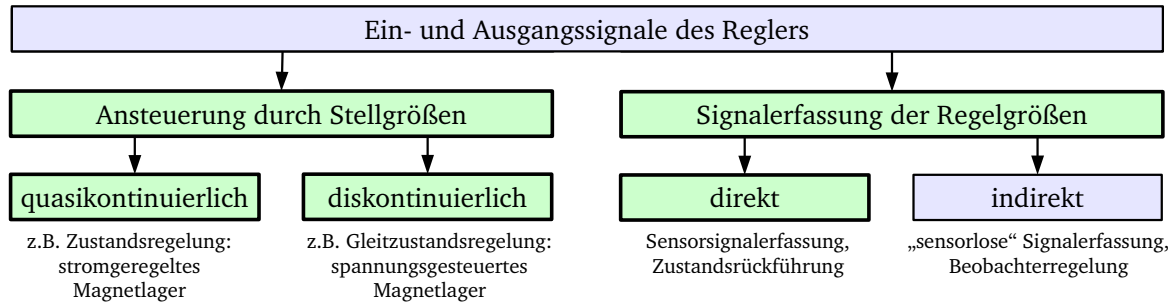 Ein- und Ausgangssignale des Reglers
Ansteuerung durch Stellgrößen
Signalerfassung der Regelgrößen
quasikontinuierlich
diskontinuierlich
direkt
indirekt
z.B. Zustandsregelung:
stromgeregeltes
Magnetlager
z.B. Gleitzustandsregelung:
spannungsgesteuertes
Magnetlager
Sensorsignalerfassung,
Zustandsrückführung
„sensorlose“ Signalerfassung,
Beobachterregelung